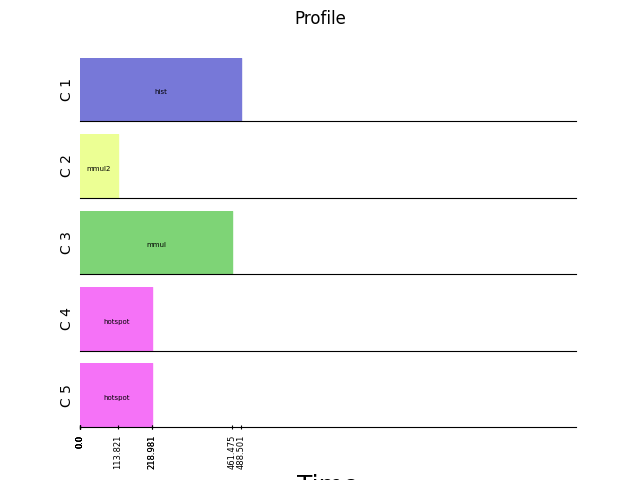 Profile
C 1
hist
C 2
mmul2
C 3
mmul
C 4
hotspot
C 5
hotspot
0.0
113.821
218.981
461.475
488.501
Time